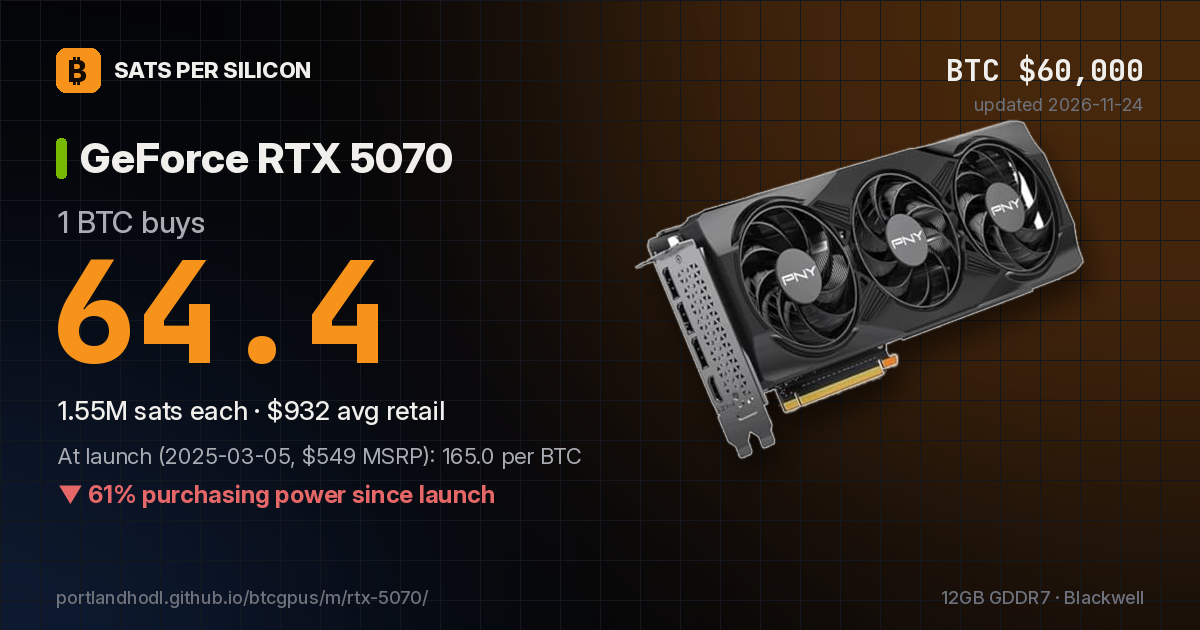 ₿ SATS PER SILICON
BTC $60,000
updated 2026-11-24
GeForce RTX 5070
1 BTC buys
64.4
1.55M sats each · $932 avg retail
At launch (2025-03-05, $549 MSRP): 165.0 per BTC
▼ 61% purchasing power since launch
PNY
PNY
PNY
portlandhodl.github.io/btcgpus/m/rtx-5070/
12GB GDDR7 · Blackwell